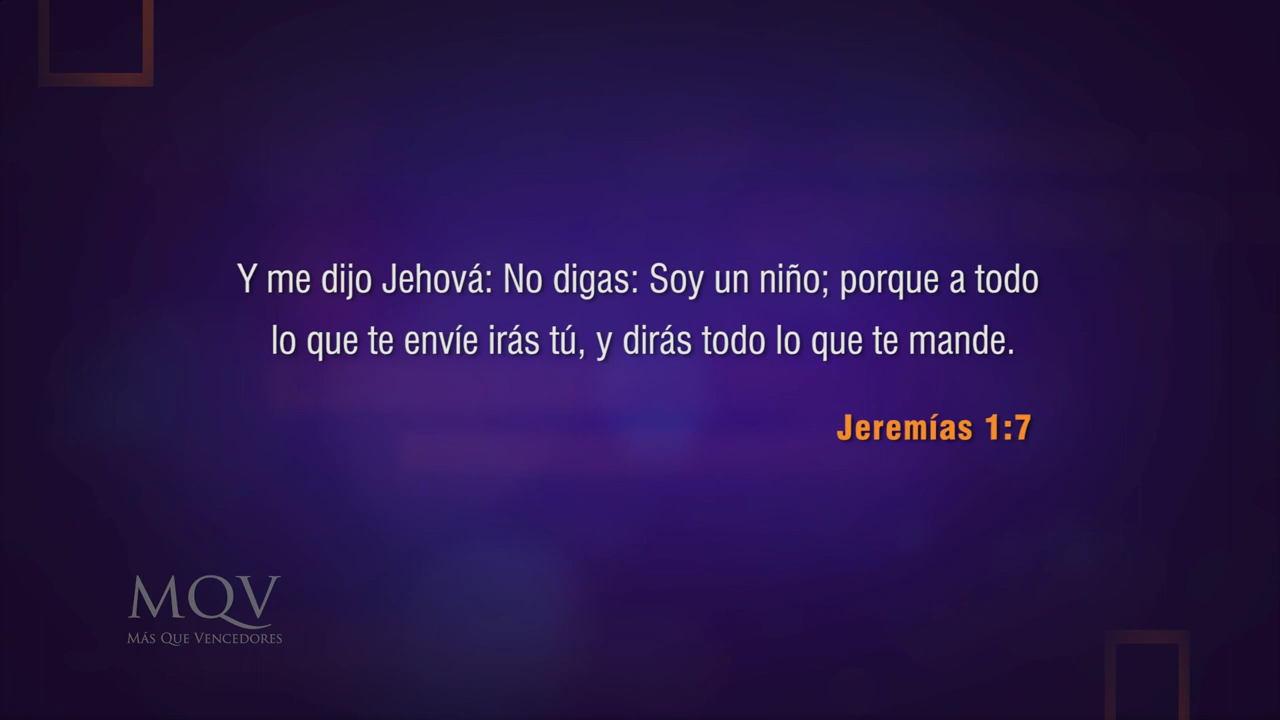 Y me dijo Jehová: No digas: Soy un niño; porque a todo
lo que te envíe irás tú, y dirás todo lo que te mande.
Jeremías 1:7
MQV
Más Que Vencedores